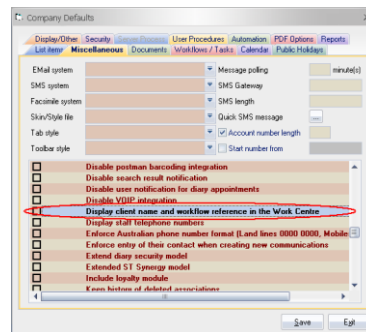 Company Defaults
Display/Other Security User Procedures Automation PDF Options Reports
List items Miscellaneous Documents Workflows / Tasks Calendar Public Holidays
EMail system Message polling minute(s)
SMS system SMS Gateway
Facsimile system SMS length
Skin/Style file Quick SMS message ...
Tab style Account number length
Toolbar style Start number from
Disable postman barcoding integration
Disable search result notification
Disable user notification for diary appointments
Disable VOIP integration
Display client name and workflow reference in the Work Centre
Display staff telephone numbers
Enforce Australian phone number format (Land lines 0000 0000, Mobile
Enforce entry of their contact when creating new communications
Extend diary security model
Extended ST Synergy model
Include loyalty module
Keep history of deleted associations
Save Exit